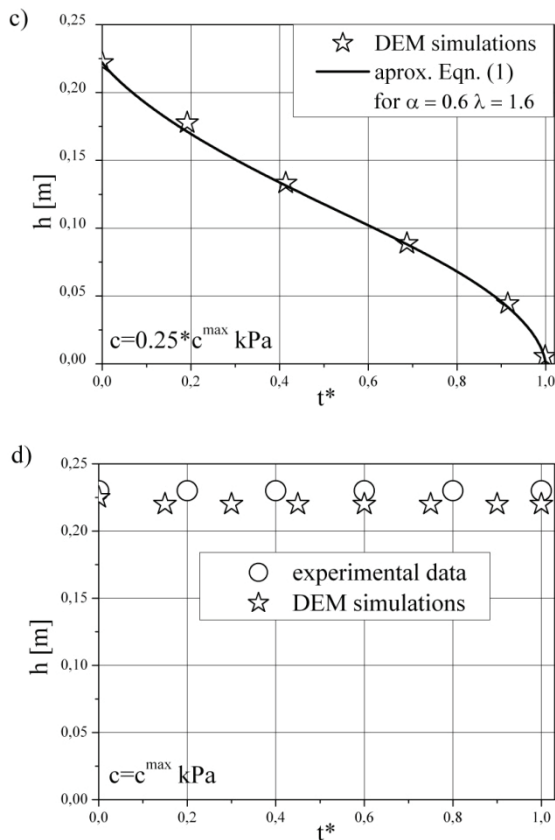 c)
0,25
0,20
0,15
0,10
0,05
0,00
h [m]
DEM simulations
aprox. Eqn. (1)
for α = 0.6 λ = 1.6
c=0.25*c^max kPa
0,0 0,2 0,4 0,6 0,8 1,0
t*
d)
0,25
0,20
0,15
0,10
0,05
0,00
h [m]
experimental data
DEM simulations
c=c^max kPa
0,0 0,2 0,4 0,6 0,8 1,0
t*